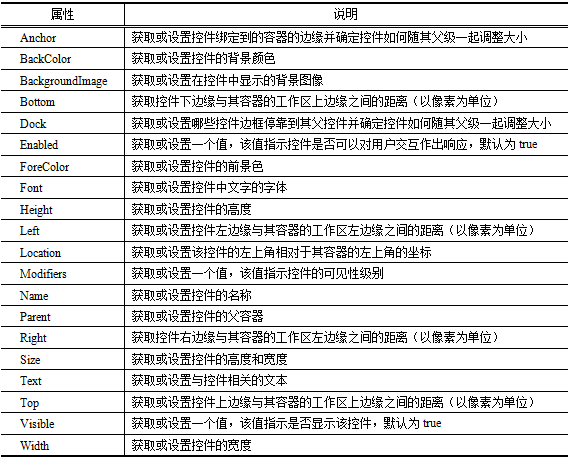 属性 说明
Anchor 获取或设置控件绑定到的容器的边缘并确定控件如何随其父级一起调整大小
BackColor 获取或设置控件的背景颜色
BackgroundImage 获取或设置在控件中显示的背景图像
Bottom 获取控件下边缘与其容器的工作区上边缘之间的距离（以像素为单位）
Dock 获取或设置哪些控件边框停靠到其父控件并确定控件如何随其父级一起调整大小
Enabled 获取或设置一个值，该值指示控件是否可以对用户交互作出响应，默认为 true
ForeColor 获取或设置控件的前景色
Font 获取或设置控件中文字的字体
Height 获取或设置控件的高度
Left 获取或设置控件左边缘与其容器的工作区左边缘之间的距离（以像素为单位）
Location 获取或设置该控件的左上角相对于其容器的左上角的坐标
Modifiers 获取或设置一个值，该值指示控件的可见性级别
Name 获取或设置控件的名称
Parent 获取或设置控件的父容器
Right 获取控件右边缘与其容器的工作区左边缘之间的距离（以像素为单位）
Size 获取或设置控件的高度和宽度
Text 获取或设置与控件相关的文本
Top 获取或设置控件上边缘与其容器的工作区上边缘之间的距离（以像素为单位）
Visible 获取或设置一个值，该值指示是否显示该控件，默认为 true
Width 获取或设置控件的宽度